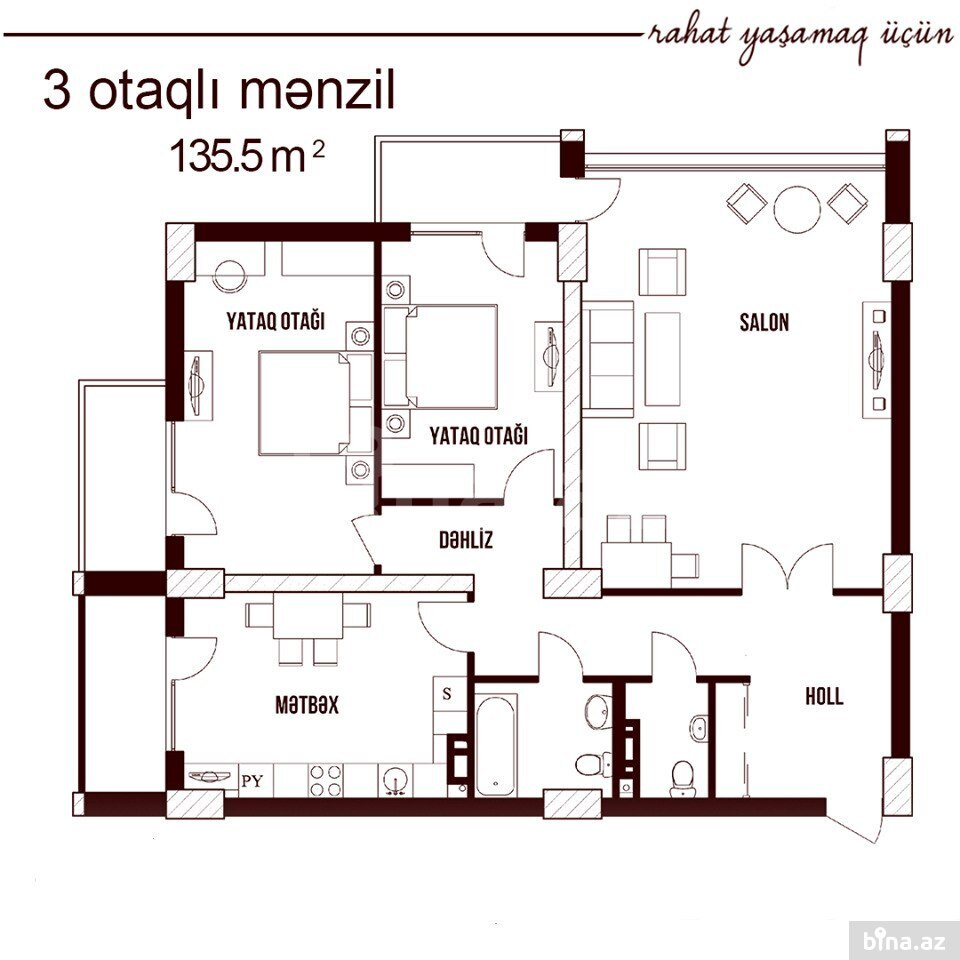 rahat yaşamaq üçün
3 otaqlı mənzil
135.5 m²
YATAQ OTAĞI
SALON
YATAQ OTAĞI
DƏHLİZ
MƏTBƏX
S
HOLL
PY
bina.az